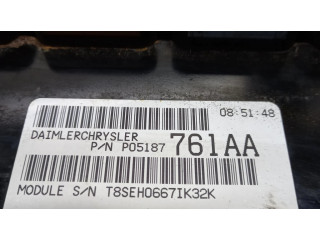 08:51:48
DAIMLERCHRYSLER
P/N P05187 761AA
MODULE S/N T8SEH0667IK32K